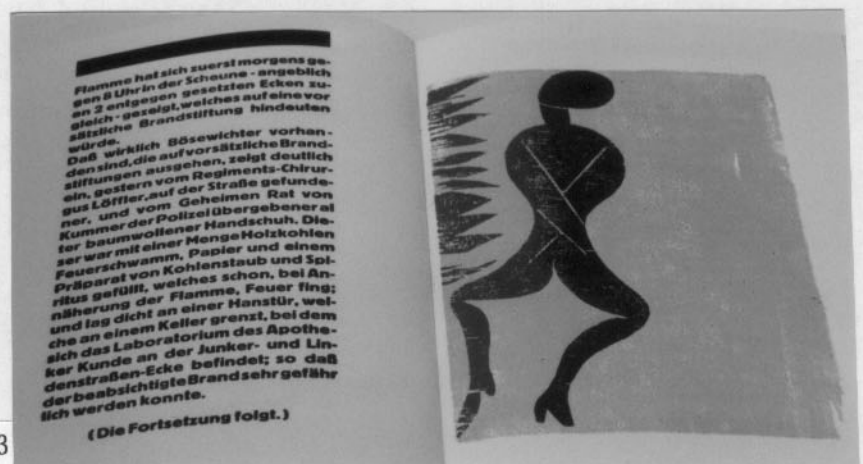 Flamme hat sich zuerst morgens ge-
gen 8 Uhr in der Scheune - angeblich
an 2 entgegen gesetzten Ecken zu-
gleich - gezeigt, welches auf eine vor
sätzliche Brandstiftung hindeuten
würde.
Daß wirklich Bösewichter vorhan-
den sind, die auf vorsätzliche Brand-
stiftungen ausgehen, zeigt deutlich
ein, gestern vom Regiments-Chirur-
gus Löffler, auf der Straße gefunde-
ner, und vom Geheimen Rat von
Kummer der Polizei übergebener al
ter baumwollener Handschuh. Die-
ser war mit einer Menge Holzkohlen
Feuerschwamm, Papier und einem
Präparat von Kohlenstaub und Spi-
ritus gefüllt, welches schon, bei An-
näherung der Flamme, Feuer fing;
und lag dicht an einer Hanstür, wel-
che an einem Keller grenzt, bei dem
sich das Laboratorium des Apothe-
ker Kunde an der Junker- und Lin-
denstraßen-Ecke befindet; so daß
der beabsichtigte Brand sehr gefähr
lich werden konnte.
(Die Fortsetzung folgt.)
3